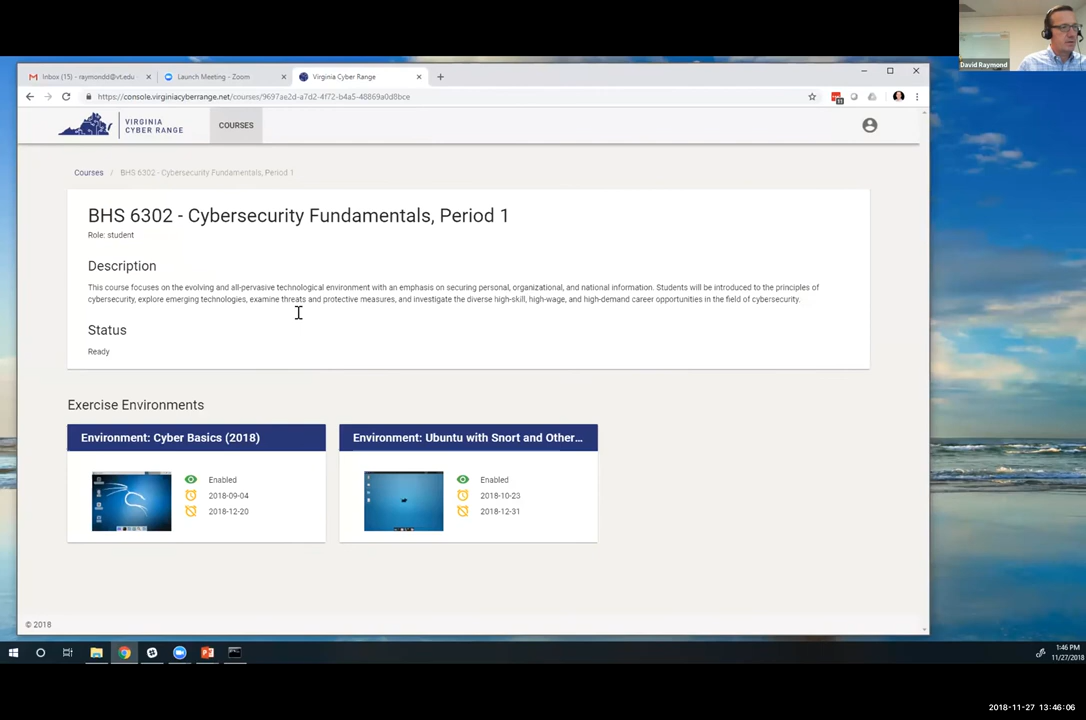 David Raymond
Inbox (15) - raymondd@vt.edu
Launch Meeting - Zoom
Virginia Cyber Range
https://console.virginiacyberrange.net/courses/9697ae2d-a7d2-4f72-b4a5-48869a0d8bce
VIRGINIA
CYBER RANGE
COURSES
Courses / BHS 6302 - Cybersecurity Fundamentals, Period 1
BHS 6302 - Cybersecurity Fundamentals, Period 1
Role: student
Description
This course focuses on the evolving and all-pervasive technological environment with an emphasis on securing personal, organizational, and national information. Students will be introduced to the principles of
cybersecurity, explore emerging technologies, examine threats and protective measures, and investigate the diverse high-skill, high-wage, and high-demand career opportunities in the field of cybersecurity.
Status
Ready
Exercise Environments
Environment: Cyber Basics (2018)
Enabled
2018-09-04
2018-12-20
Environment: Ubuntu with Snort and Other...
Enabled
2018-10-23
2018-12-31
© 2018
1:46 PM
11/27/2018
2018-11-27 13:46:06